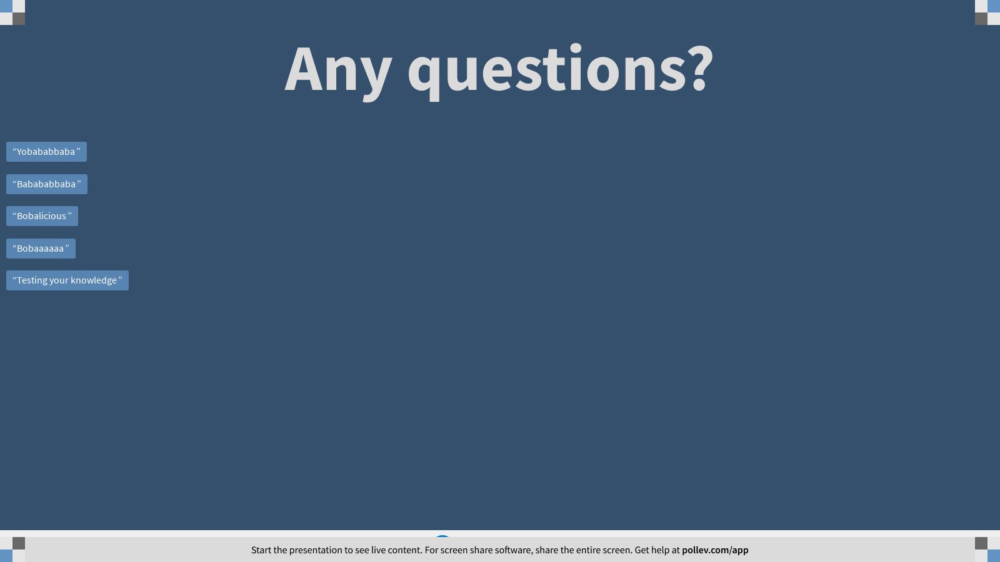 Any questions?
“Yobababbaba”
“Babababbaba”
“Bobalicious”
“Bobaaaaaa”
“Testing your knowledge”
Start the presentation to see live content. For screen share software, share the entire screen. Get help at pollev.com/app